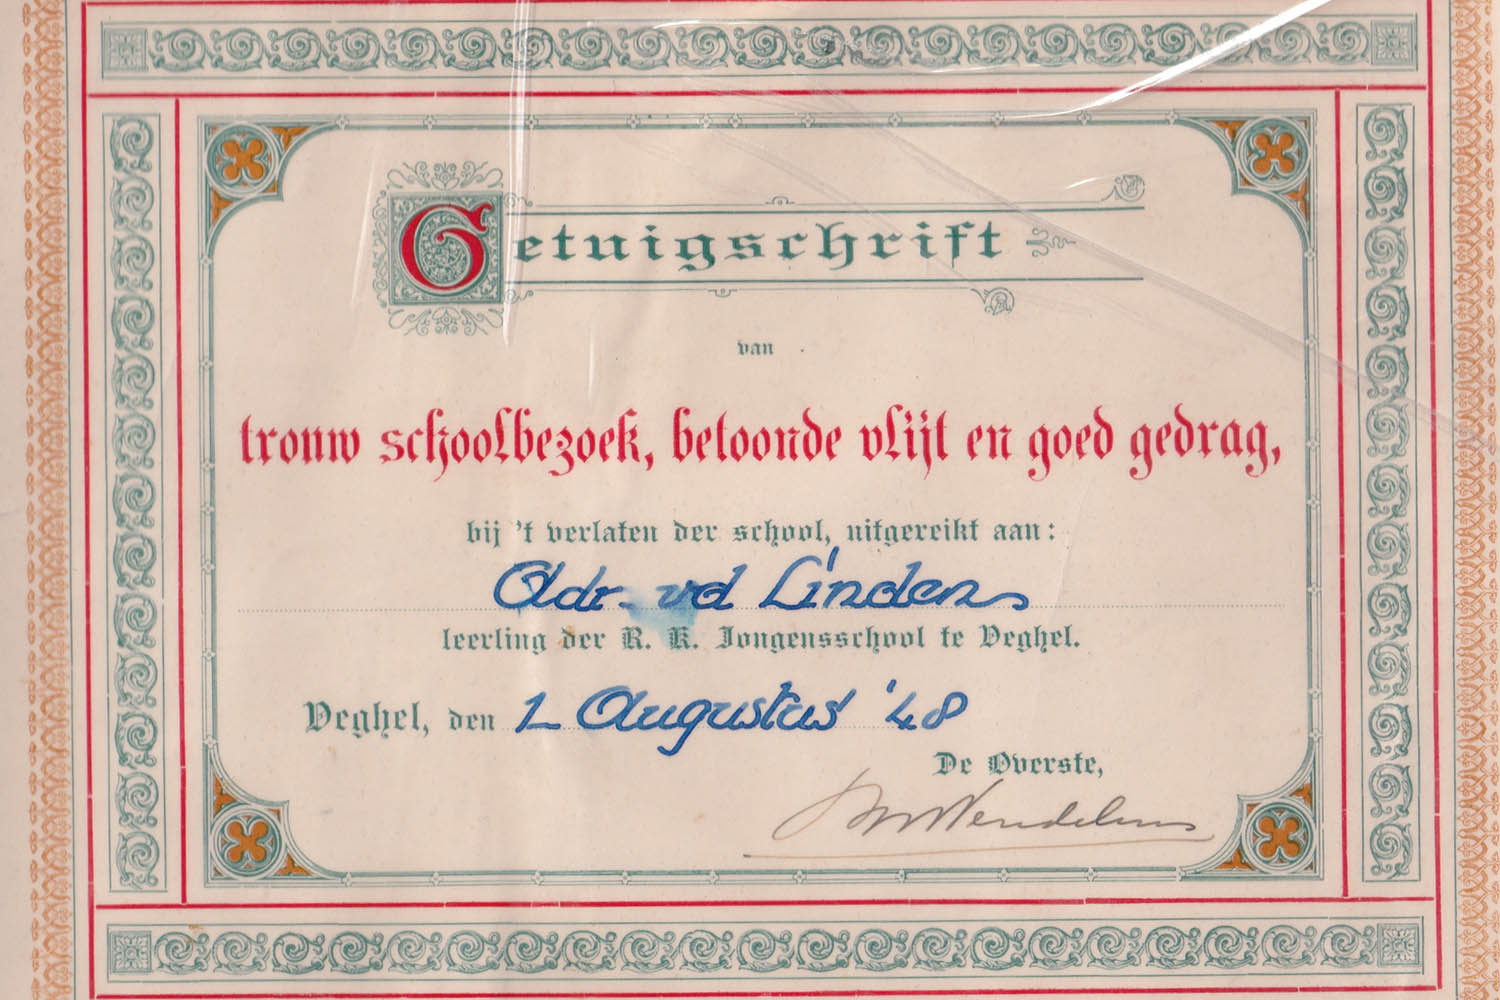 Getuigschrift
van
trouw schoolbezoek, betoonde vlijt en goed gedrag,
bij 't verlaten der school, uitgereikt aan:
Adr. vd Linden
leerling der R. K. Jongensschool te Veghel.
Veghel, den 1 Augustus '48
De Overste,
Wendelinus